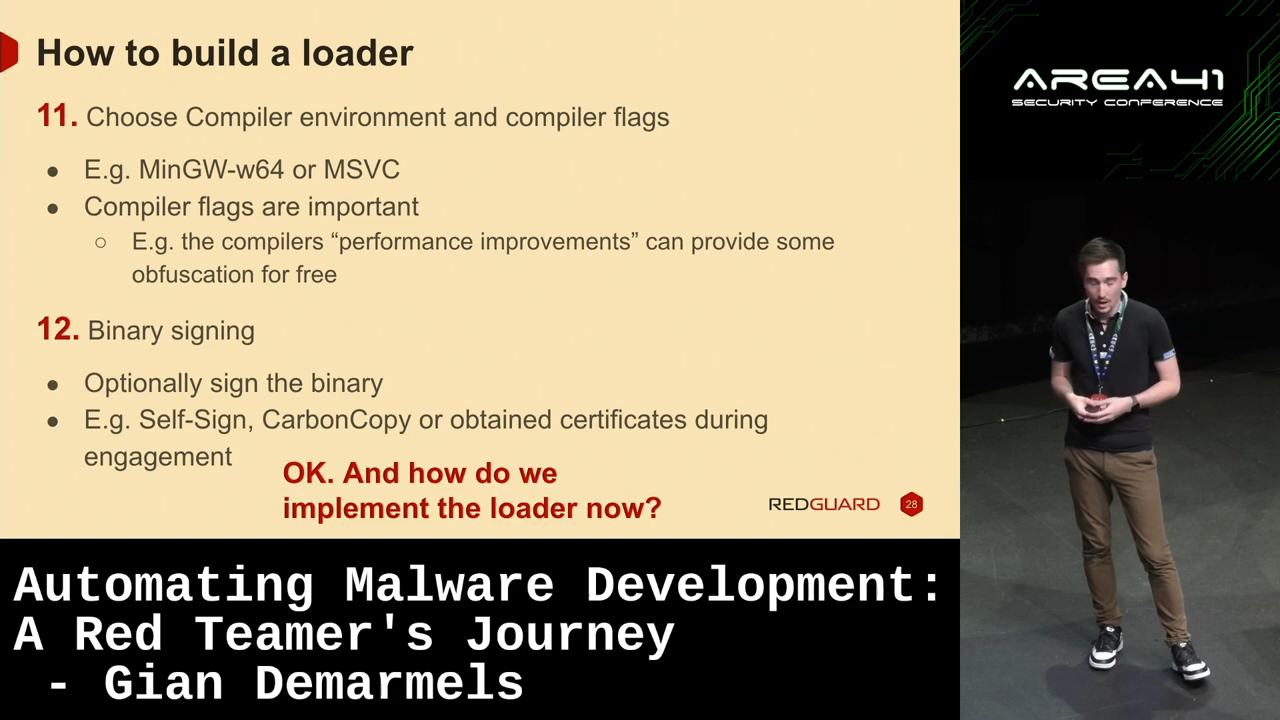 How to build a loader
11. Choose Compiler environment and compiler flags
● E.g. MinGW-w64 or MSVC
● Compiler flags are important
○ E.g. the compilers “performance improvements” can provide some
obfuscation for free
12. Binary signing
● Optionally sign the binary
● E.g. Self-Sign, CarbonCopy or obtained certificates during
engagement
OK. And how do we
implement the loader now?
REDGUARD 28
AREA41
SECURITY CONFERENCE
Automating Malware Development:
A Red Teamer's Journey
- Gian Demarmels